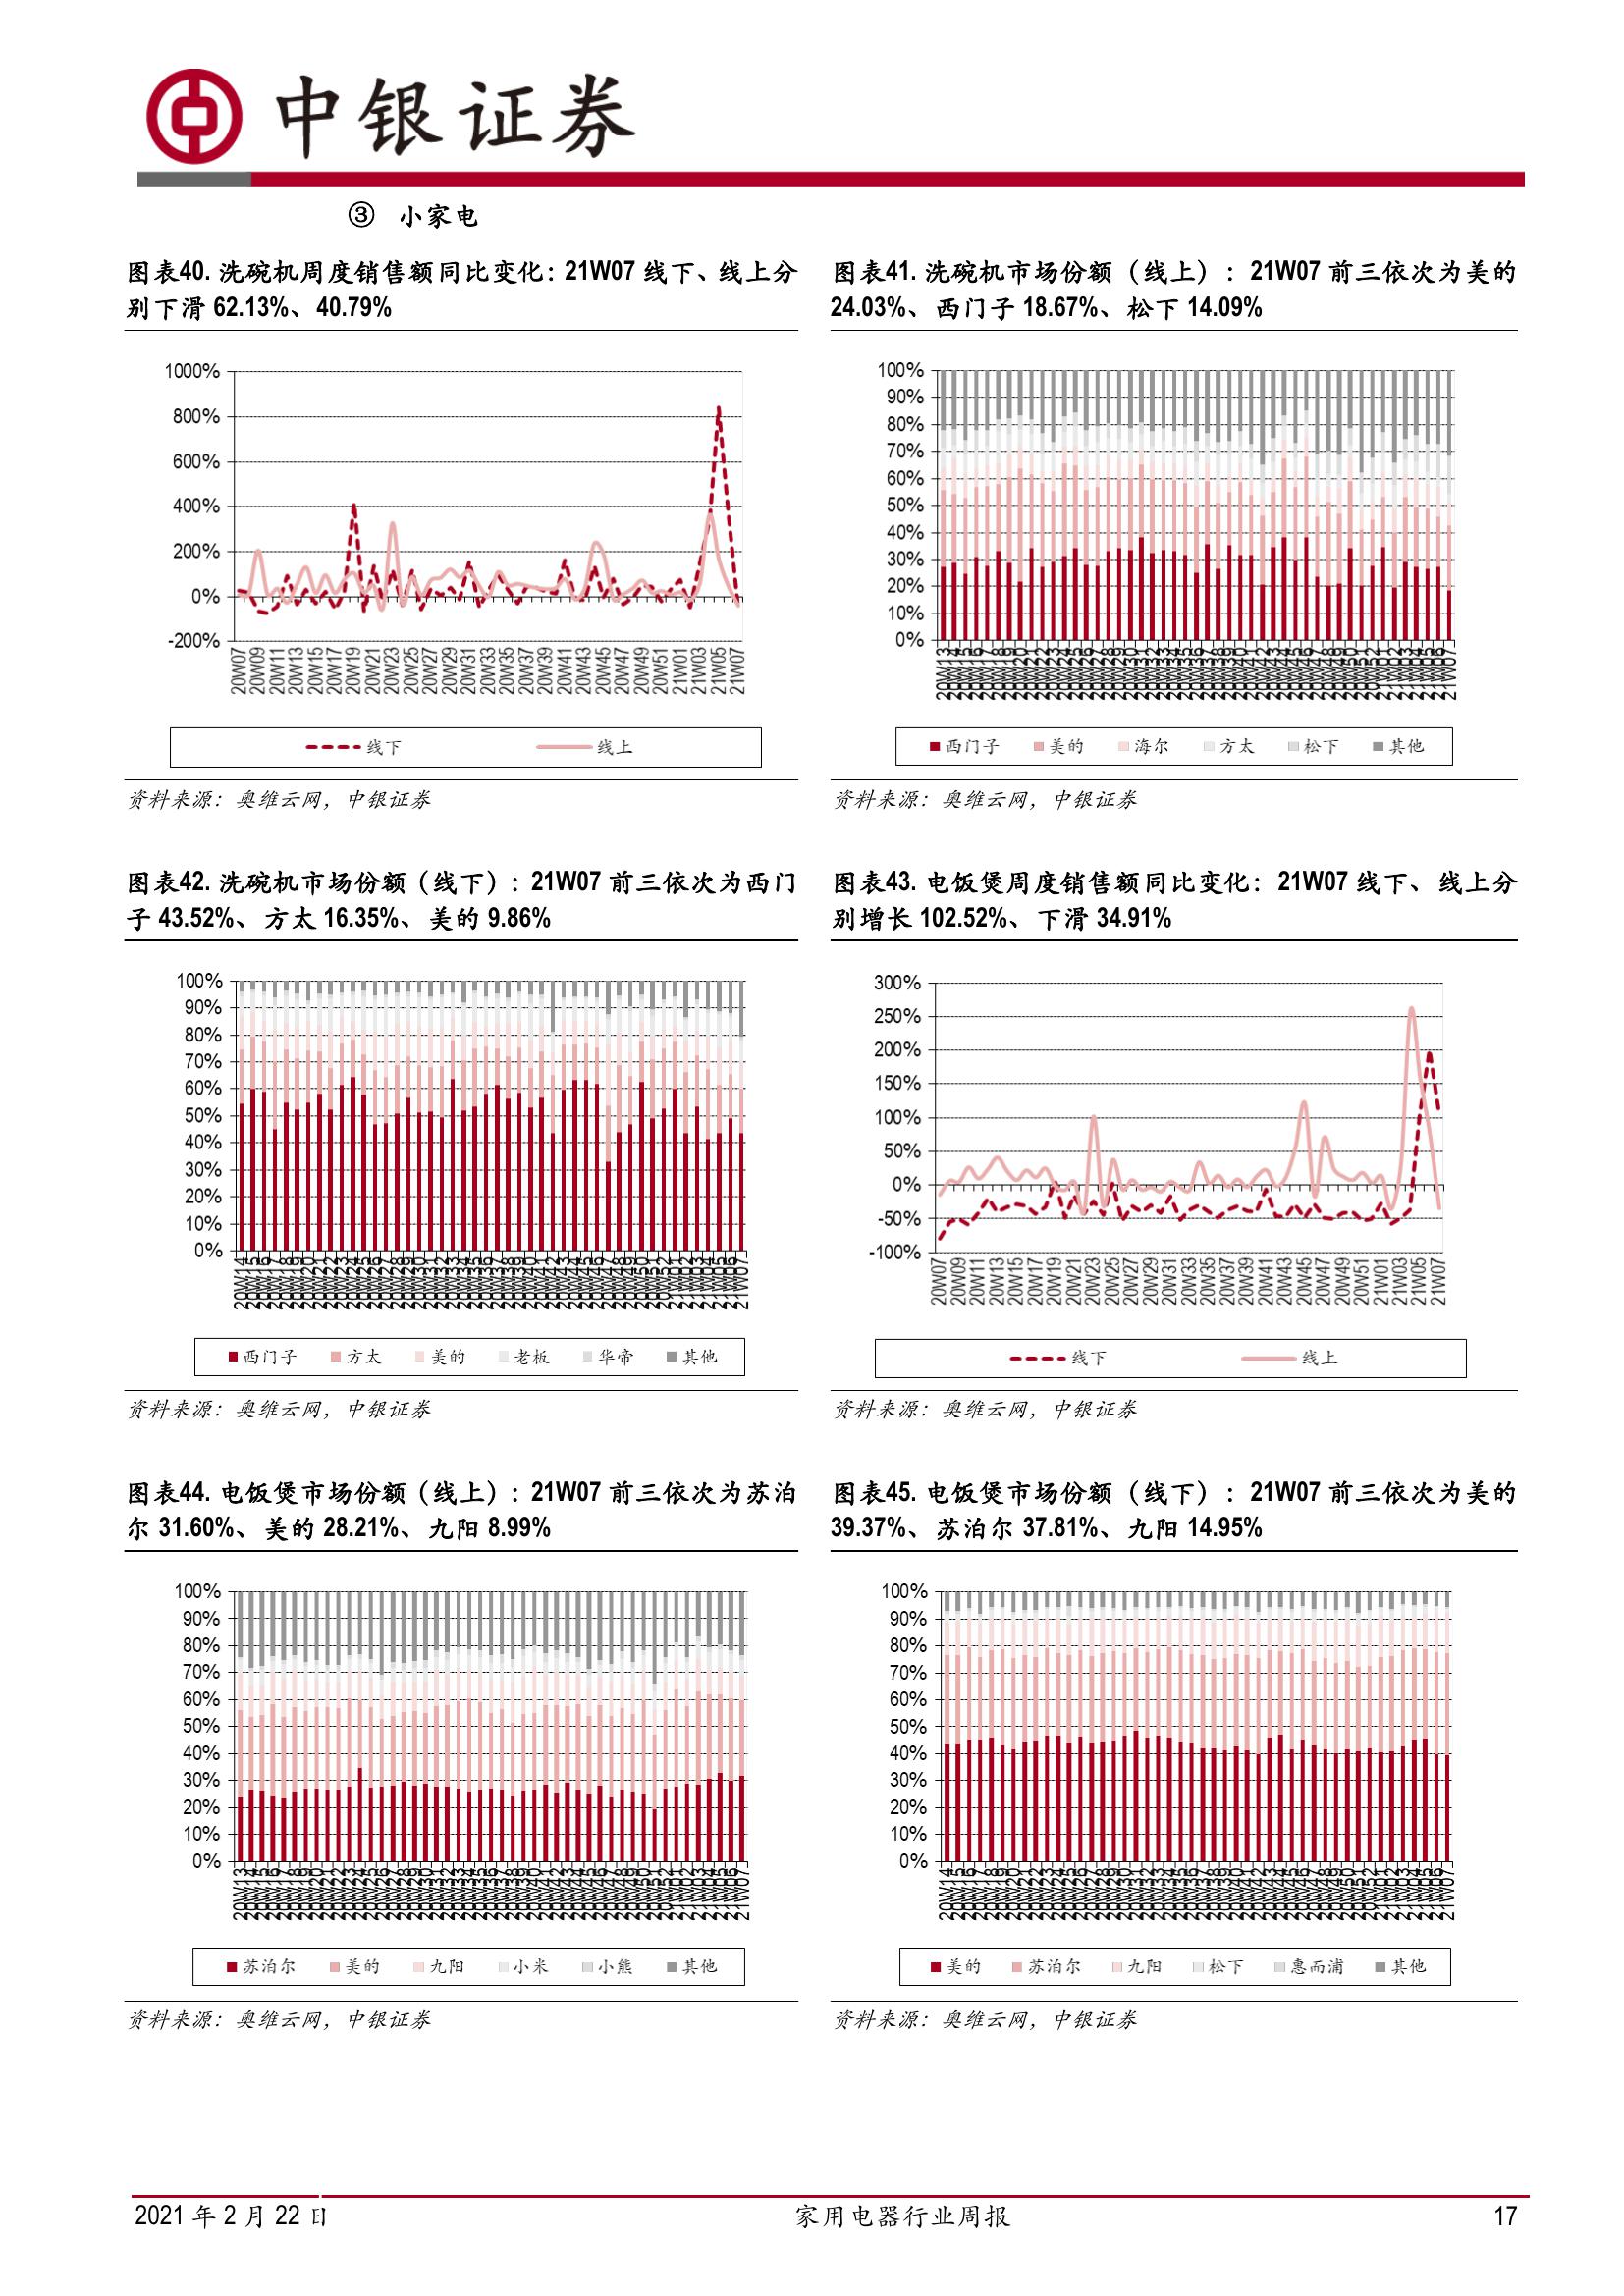 中银证券
③ 小家电
图表40. 洗碗机周度销售额同比变化：21W07 线下、线上分
别下滑 62.13%、40.79%
1000%
800%
600%
400%
200%
0%
-200%
20W07 20W09 20W11 20W13 20W15 20W17 20W19 20W21 20W23 20W25 20W27 20W29 20W31 20W33 20W35 20W37 20W39 20W41 20W43 20W45 20W47 20W49 20W51 21W01 21W03 21W05 21W07
线下 线上
资料来源：奥维云网，中银证券
图表41. 洗碗机市场份额（线上）：21W07 前三依次为美的
24.03%、西门子 18.67%、松下 14.09%
100%
90%
80%
70%
60%
50%
40%
30%
20%
10%
0%
西门子 美的 海尔 方太 松下 其他
资料来源：奥维云网，中银证券
图表42. 洗碗机市场份额（线下）：21W07 前三依次为西门
子 43.52%、方太 16.35%、美的 9.86%
100%
90%
80%
70%
60%
50%
40%
30%
20%
10%
0%
西门子 方太 美的 老板 华帝 其他
资料来源：奥维云网，中银证券
图表43. 电饭煲周度销售额同比变化：21W07 线下、线上分
别增长 102.52%、下滑 34.91%
300%
250%
200%
150%
100%
50%
0%
-50%
-100%
20W07 20W09 20W11 20W13 20W15 20W17 20W19 20W21 20W23 20W25 20W27 20W29 20W31 20W33 20W35 20W37 20W39 20W41 20W43 20W45 20W47 20W49 20W51 21W01 21W03 21W05 21W07
线下 线上
资料来源：奥维云网，中银证券
图表44. 电饭煲市场份额（线上）：21W07 前三依次为苏泊
尔 31.60%、美的 28.21%、九阳 8.99%
100%
90%
80%
70%
60%
50%
40%
30%
20%
10%
0%
苏泊尔 美的 九阳 小米 小熊 其他
资料来源：奥维云网，中银证券
图表45. 电饭煲市场份额（线下）：21W07 前三依次为美的
39.37%、苏泊尔 37.81%、九阳 14.95%
100%
90%
80%
70%
60%
50%
40%
30%
20%
10%
0%
美的 苏泊尔 九阳 松下 惠而浦 其他
资料来源：奥维云网，中银证券
2021 年 2 月 22 日 家用电器行业周报 17